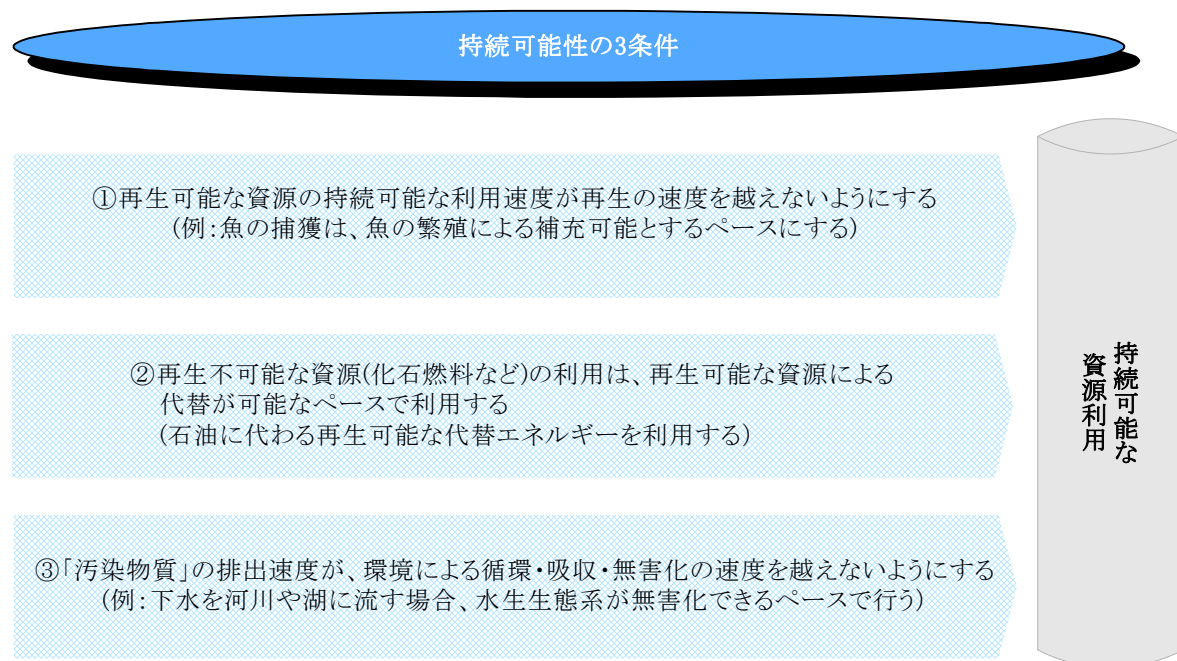 持続可能性の3条件
①再生可能な資源の持続可能な利用速度が再生の速度を越えないようにする
(例:魚の捕獲は、魚の繁殖による補充可能とするペースにする)
②再生不可能な資源(化石燃料など)の利用は、再生可能な資源による
代替が可能なペースで利用する
(石油に代わる再生可能な代替エネルギーを利用する)
③「汚染物質」の排出速度が、環境による循環・吸収・無害化の速度を越えないようにする
(例:下水を河川や湖に流す場合、水生生態系が無害化できるペースで行う)
持続可能な
資源利用